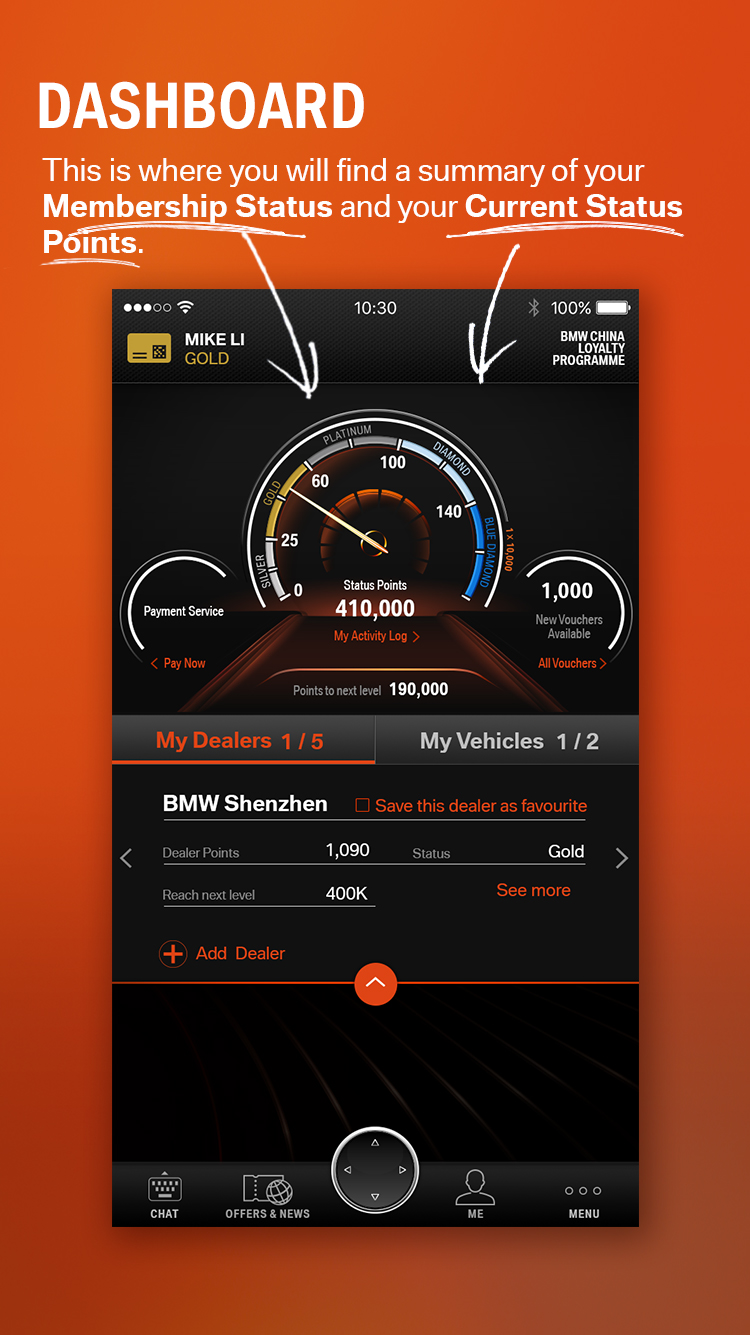 DASHBOARD
This is where you will find a summary of your
Membership Status and your Current Status
Points.
10:30
100%
MIKE LI
GOLD
BMW CHINA
LOYALTY
PROGRAMME
SILVER
GOLD
PLATINUM
DIAMOND
BLUE DIAMOND
0
25
60
100
140
1 X 10,000
Status Points
410,000
My Activity Log >
Payment Service
< Pay Now
1,000
New Vouchers
Available
All Vouchers >
Points to next level 190,000
My Dealers 1 / 5
My Vehicles 1 / 2
BMW Shenzhen
Save this dealer as favourite
Dealer Points 1,090
Status Gold
Reach next level 400K
See more
Add Dealer
CHAT
OFFERS & NEWS
ME
MENU